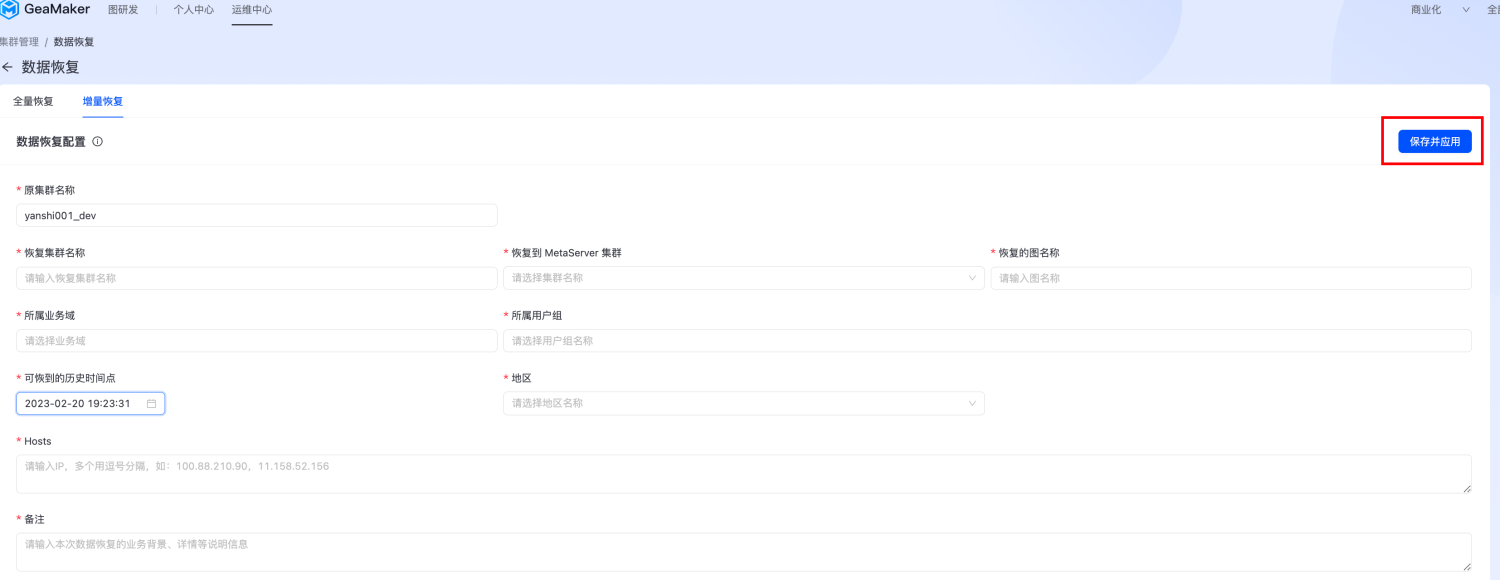 GeaMaker 图研发 个人中心 运维中心 商业化
集群管理 / 数据恢复
数据恢复
全量恢复 增量恢复
数据恢复配置 保存并应用
* 原集群名称
yanshi001_dev
* 恢复集群名称 * 恢复到 MetaServer 集群 * 恢复的图名称
请输入恢复集群名称 请选择集群名称 请输入图名称
* 所属业务域 * 所属用户组
请选择业务域 请选择用户组名称
* 可恢到的历史时间点 * 地区
2023-02-20 19:23:31 请选择地区名称
* Hosts
请输入IP，多个用逗号分隔，如：100.88.210.90，11.158.52.156
* 备注
请输入本次数据恢复的业务背景、详情等说明信息